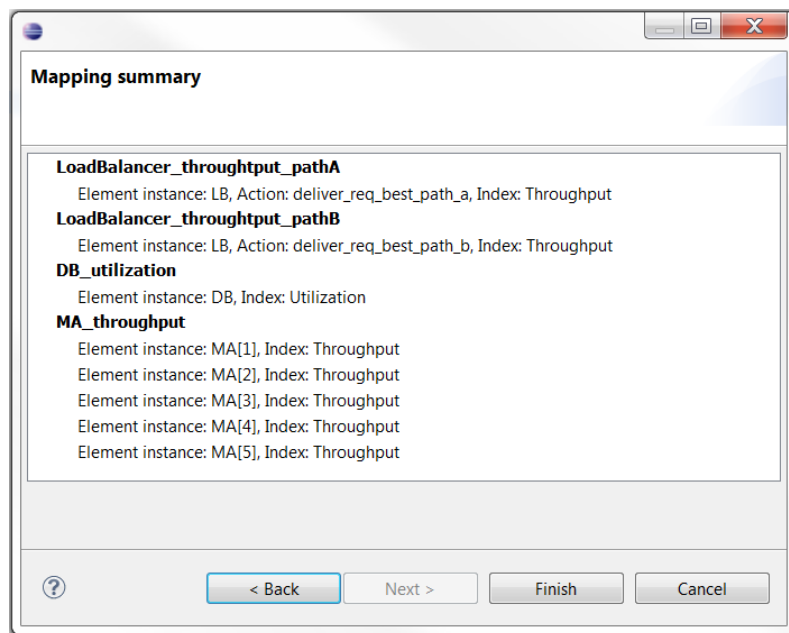 Mapping summary
LoadBalancer_throughtput_pathA
Element instance: LB, Action: deliver_req_best_path_a, Index: Throughput
LoadBalancer_throughtput_pathB
Element instance: LB, Action: deliver_req_best_path_b, Index: Throughput
DB_utilization
Element instance: DB, Index: Utilization
MA_throughput
Element instance: MA[1], Index: Throughput
Element instance: MA[2], Index: Throughput
Element instance: MA[3], Index: Throughput
Element instance: MA[4], Index: Throughput
Element instance: MA[5], Index: Throughput
? < Back Next > Finish Cancel